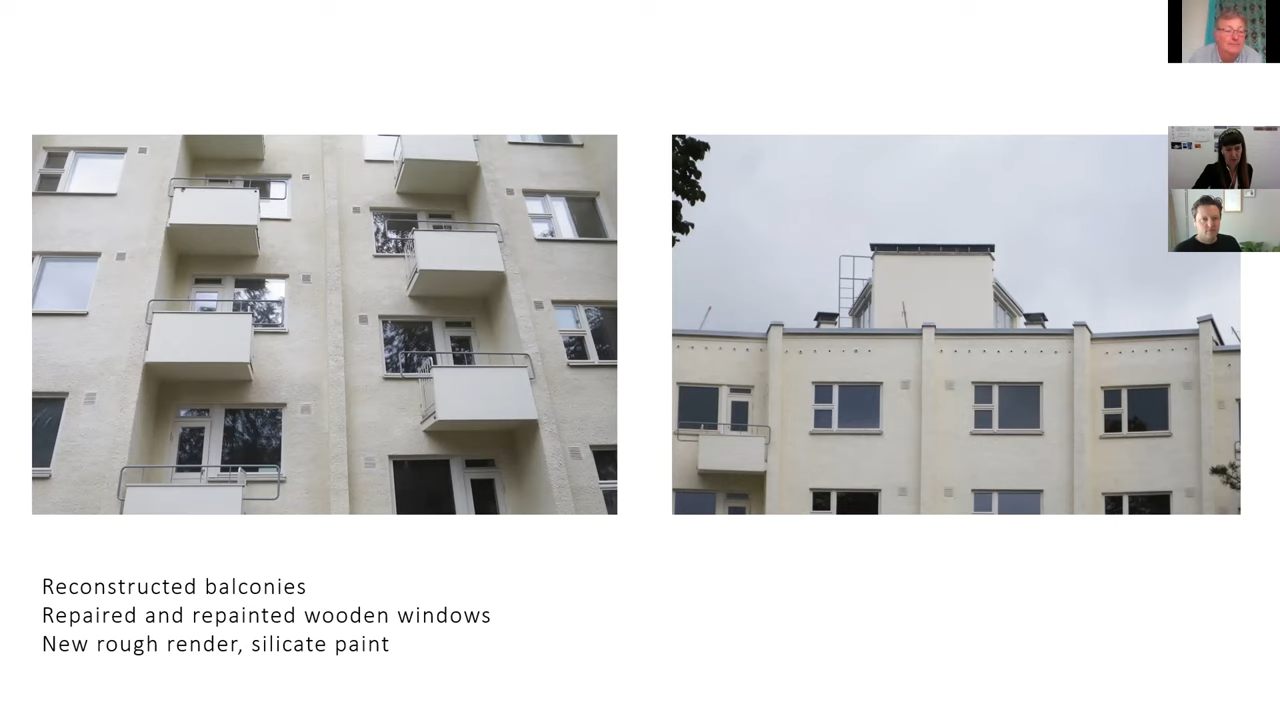 Reconstructed balconies
Repaired and repainted wooden windows
New rough render, silicate paint